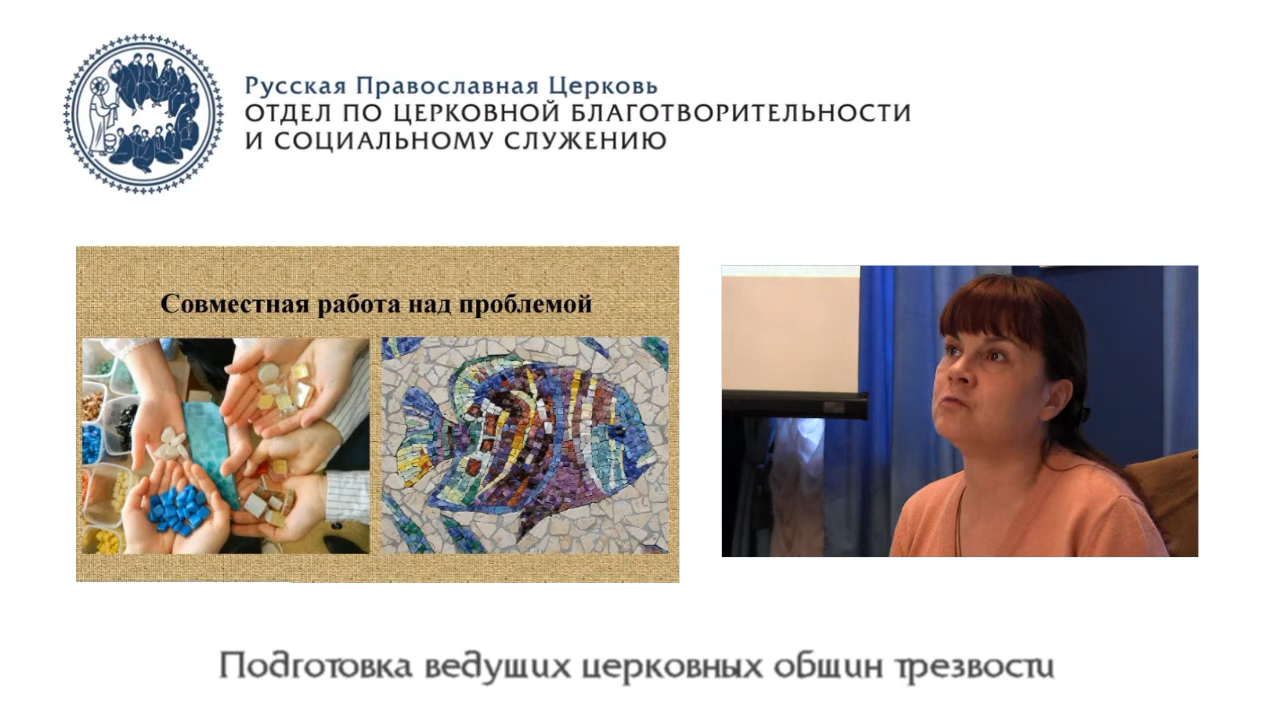 Русская Православная Церковь
ОТДЕЛ ПО ЦЕРКОВНОЙ БЛАГОТВОРИТЕЛЬНОСТИ
И СОЦИАЛЬНОМУ СЛУЖЕНИЮ
Совместная работа над проблемой
Подготовка ведущих церковных общин трезвости